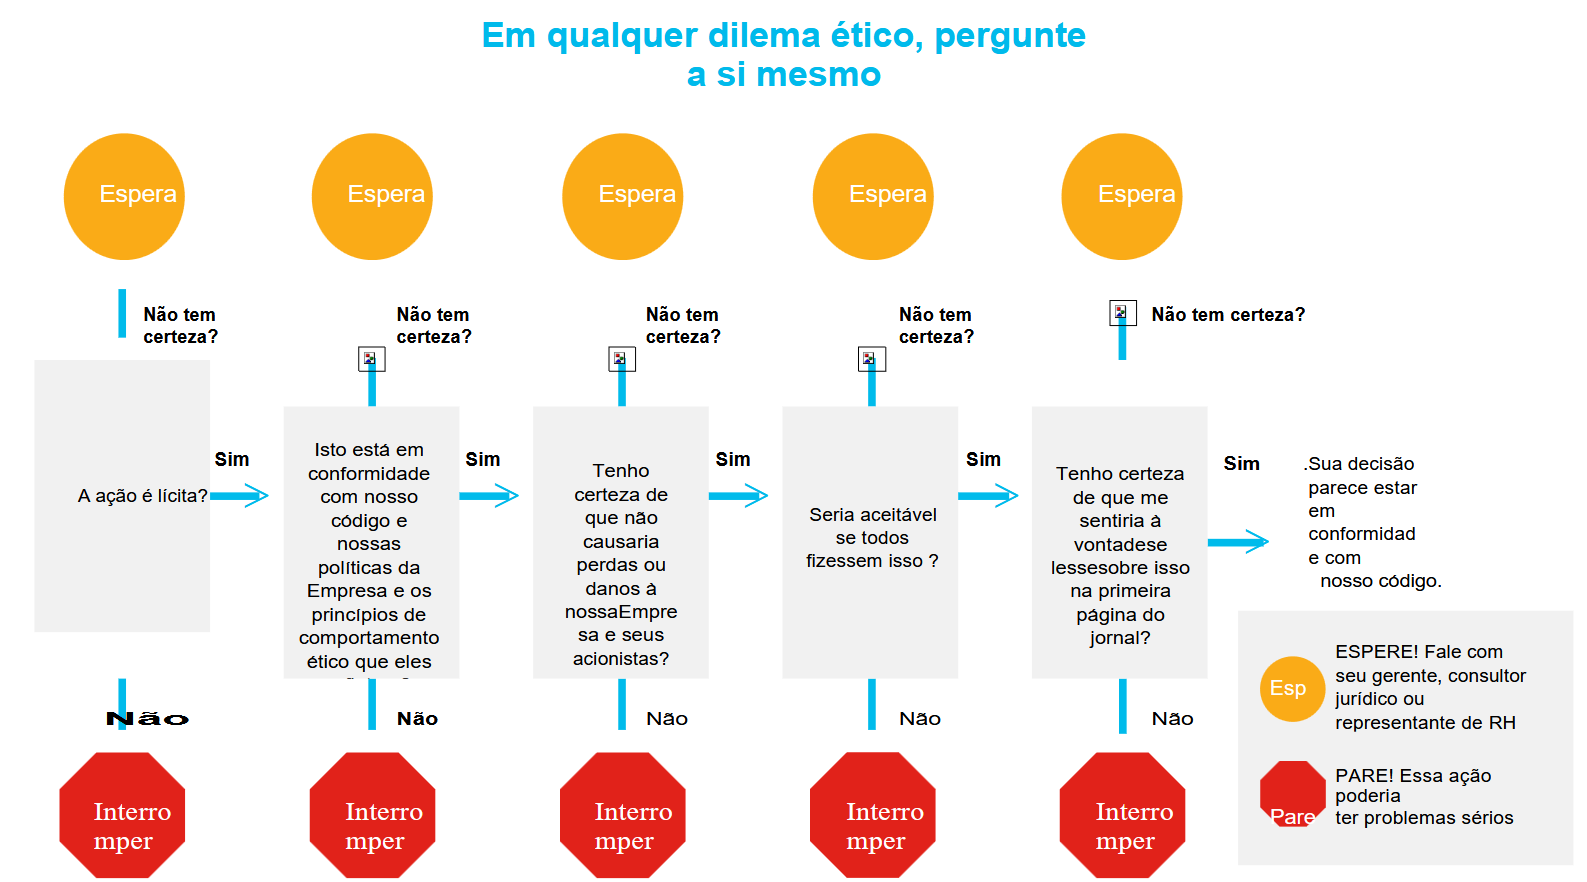 Em qualquer dilema ético, pergunte
a si mesmo
Espera
Espera
Espera
Espera
Espera
Não tem
certeza?
Não tem
certeza?
Não tem
certeza?
Não tem
certeza?
Não tem certeza?
A ação é lícita?
Sim
Isto está em
conformidade
com nosso
código e
nossas
políticas da
Empresa e os
princípios de
comportamento
ético que eles
Sim
Tenho
certeza de
que não
causaria
perdas ou
danos à
nossaEmpre
sa e seus
acionistas?
Sim
Seria aceitável
se todos
fizessem isso ?
Sim
Tenho certeza
de que me
sentiria à
vontadese
lessesobre isso
na primeira
página do
jornal?
Sim
.Sua decisão
parece estar
em
conformidad
e com
nosso código.
Não
Não
Não
Não
Não
Interro
mper
Interro
mper
Interro
mper
Interro
mper
Interro
mper
Esp
ESPERE! Fale com
seu gerente, consultor
jurídico ou
representante de RH
Pare
PARE! Essa ação
poderia
ter problemas sérios